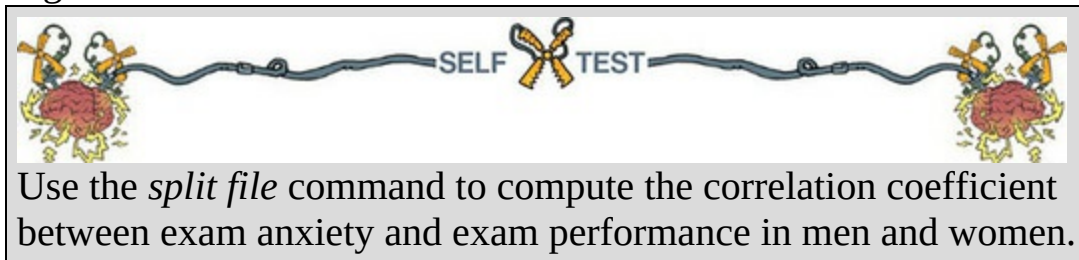 SELF TEST
Use the split file command to compute the correlation coefficient
between exam anxiety and exam performance in men and women.